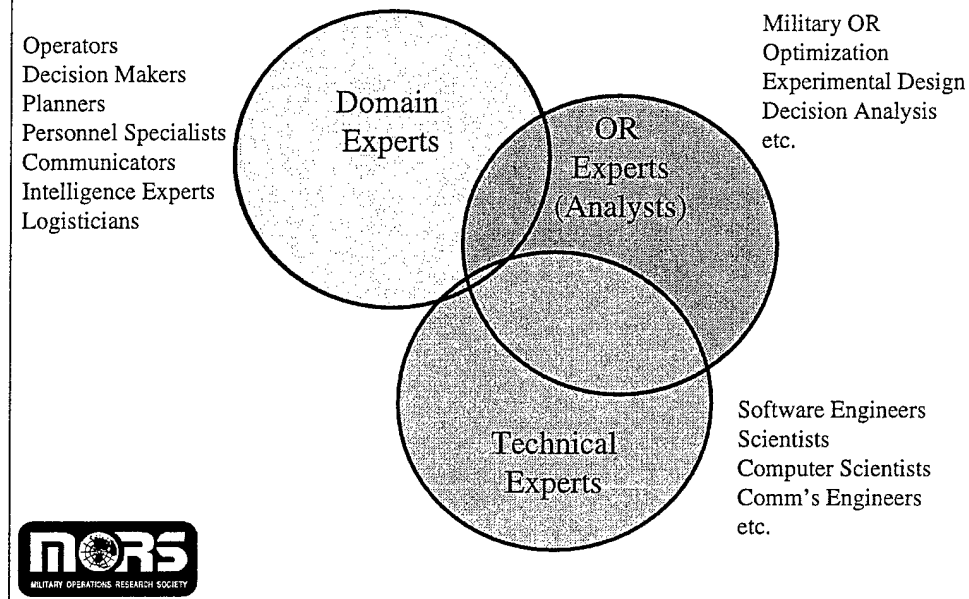 Operators
Decision Makers
Planners
Personnel Specialists
Communicators
Intelligence Experts
Logisticians
Domain
Experts
Military OR
Optimization
Experimental Design
Decision Analysis
etc.
OR
Experts
(Analysts)
Technical
Experts
Software Engineers
Scientists
Computer Scientists
Comm's Engineers
etc.
MORS
MILITARY OPERATIONS RESEARCH SOCIETY